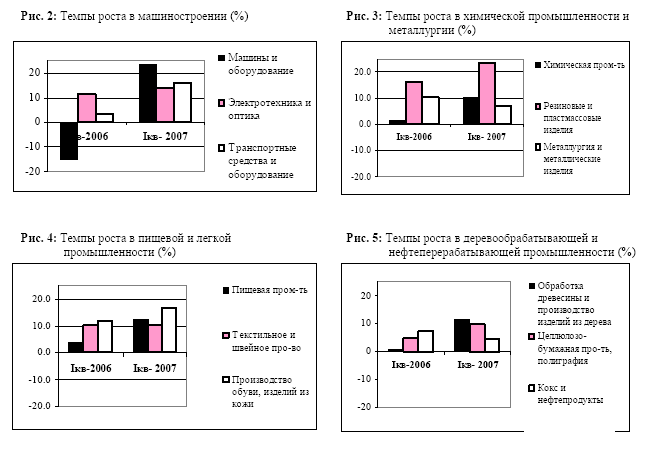 Рис. 2: Темпы роста в машиностроении (%)
20
10
0
-10
-20
Iкв- 2007
Машины и
оборудование
Электротехника и
оптика
Транспортные
средства и
оборудование
Рис. 3: Темпы роста в химической промышленности и
металлургии (%)
20.0
10.0
0.0
-10.0
-20.0
Iкв-2006
Iкв- 2007
Химическая пром-ть
Резиновые и
пластмассовые
изделия
Металлургия и
металлические
изделия
Рис. 4: Темпы роста в пищевой и легкой
промышленности (%)
20.0
10.0
0.0
-10.0
-20.0
Iкв-2006
Iкв- 2007
Пищевая пром-ть
Текстильное и
швейное про-во
Производство
обуви, изделий из
кожи
Рис. 5: Темпы роста в деревообрабатывающей и
нефтеперерабатывающей промышленности (%)
20
10
0
-10
-20
Iкв-2006
Iкв- 2007
Обработка
древесины и
производство
изделий из дерева
Целлюлозо-
бумажная про-ть,
полиграфия
Кокс и
нефтепродукты